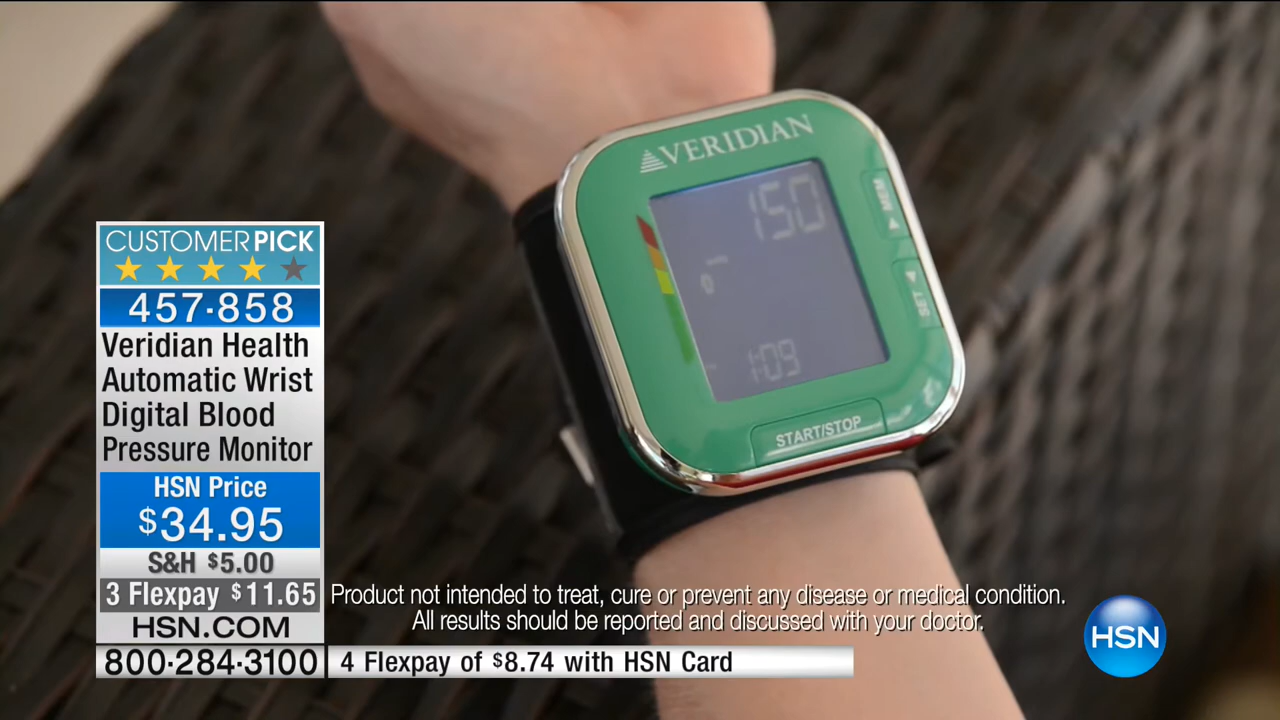 CUSTOMER PICK
457·858
Veridian Health
Automatic Wrist
Digital Blood
Pressure Monitor
HSN Price
$34.95
S&H $5.00
3 Flexpay $11.65
HSN.COM
800·284·3100
4 Flexpay of $8.74 with HSN Card
Product not intended to treat, cure or prevent any disease or medical condition.
All results should be reported and discussed with your doctor.
HSN
VERIDIAN
150
1:09
MEM
SET
START/STOP